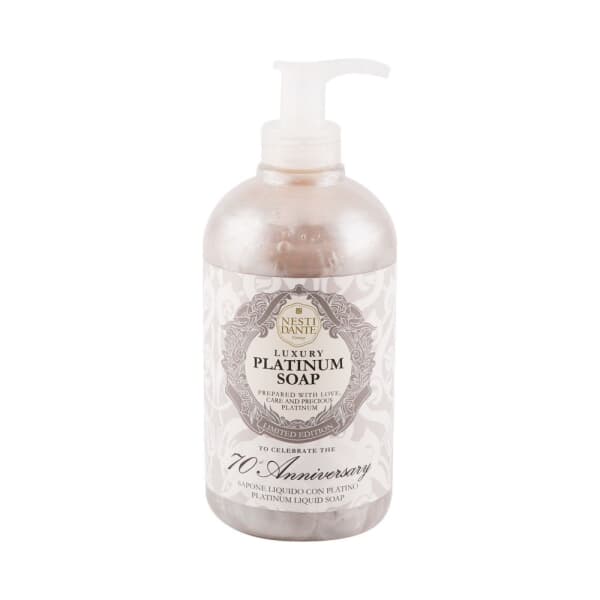 NESTI
DANTE
Firenze
LUXURY
PLATINUM
SOAP
PREPARED WITH LOVE,
CARE AND PRECIOUS
PLATINUM
LIMITED EDITION
TO CELEBRATE THE
70° Anniversary
SAPONE LIQUIDO CON PLATINO
PLATINUM LIQUID SOAP